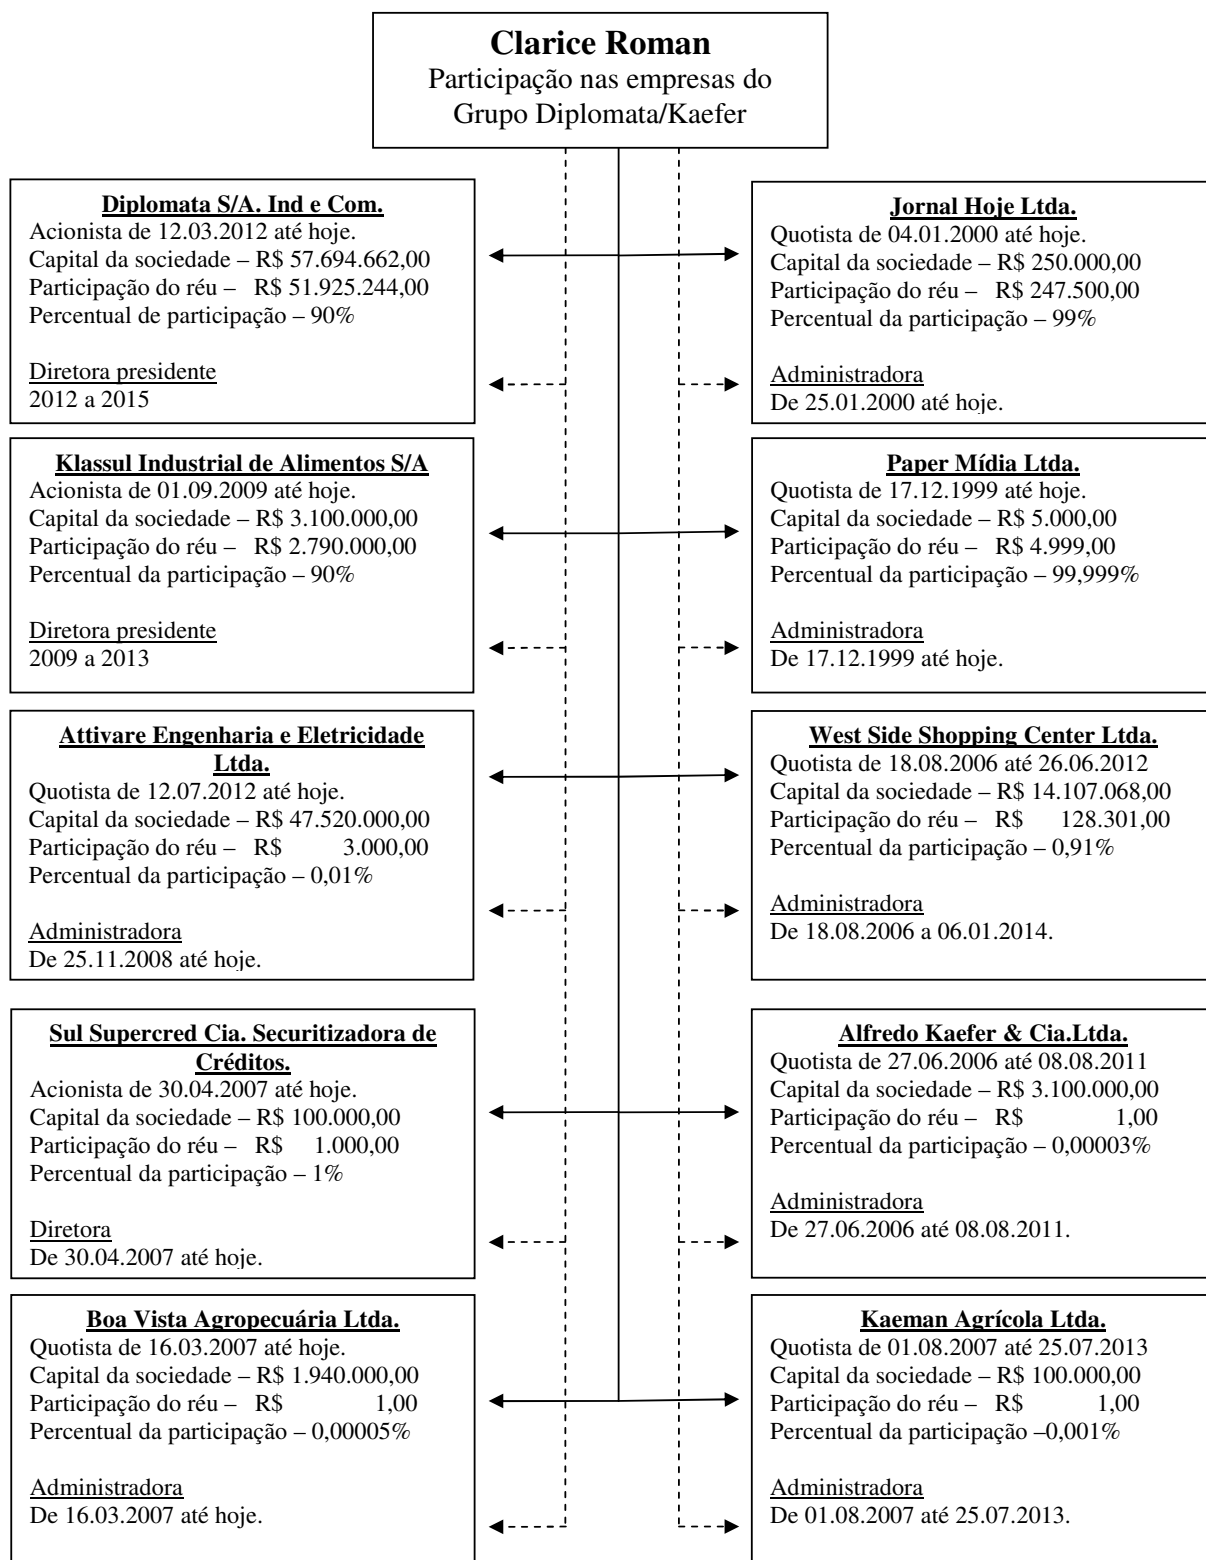 Clarice Roman
Participação nas empresas do
Grupo Diplomata/Kaefer
Diplomata S/A. Ind e Com.
Acionista de 12.03.2012 até hoje.
Capital da sociedade – R$ 57.694.662,00
Participação do réu – R$ 51.925.244,00
Percentual de participação – 90%
Diretora presidente
2012 a 2015
Jornal Hoje Ltda.
Quotista de 04.01.2000 até hoje.
Capital da sociedade – R$ 250.000,00
Participação do réu – R$ 247.500,00
Percentual da participação – 99%
Administradora
De 25.01.2000 até hoje.
Klassul Industrial de Alimentos S/A
Acionista de 01.09.2009 até hoje.
Capital da sociedade – R$ 3.100.000,00
Participação do réu – R$ 2.790.000,00
Percentual da participação – 90%
Diretora presidente
2009 a 2013
Paper Mídia Ltda.
Quotista de 17.12.1999 até hoje.
Capital da sociedade – R$ 5.000,00
Participação do réu – R$ 4.999,00
Percentual da participação – 99,999%
Administradora
De 17.12.1999 até hoje.
Attivare Engenharia e Eletricidade
Ltda.
Quotista de 12.07.2012 até hoje.
Capital da sociedade – R$ 47.520.000,00
Participação do réu – R$ 3.000,00
Percentual da participação – 0,01%
Administradora
De 25.11.2008 até hoje.
West Side Shopping Center Ltda.
Quotista de 18.08.2006 até 26.06.2012
Capital da sociedade – R$ 14.107.068,00
Participação do réu – R$ 128.301,00
Percentual da participação – 0,91%
Administradora
De 18.08.2006 a 06.01.2014.
Sul Supercred Cia. Securitizadora de
Créditos.
Acionista de 30.04.2007 até hoje.
Capital da sociedade – R$ 100.000,00
Participação do réu – R$ 1.000,00
Percentual da participação – 1%
Diretora
De 30.04.2007 até hoje.
Alfredo Kaefer & Cia.Ltda.
Quotista de 27.06.2006 até 08.08.2011
Capital da sociedade – R$ 3.100.000,00
Participação do réu – R$ 1,00
Percentual da participação – 0,00003%
Administradora
De 27.06.2006 até 08.08.2011.
Boa Vista Agropecuária Ltda.
Quotista de 16.03.2007 até hoje.
Capital da sociedade – R$ 1.940.000,00
Participação do réu – R$ 1,00
Percentual da participação – 0,00005%
Administradora
De 16.03.2007 até hoje.
Kaeman Agrícola Ltda.
Quotista de 01.08.2007 até 25.07.2013
Capital da sociedade – R$ 100.000,00
Participação do réu – R$ 1,00
Percentual da participação –0,001%
Administradora
De 01.08.2007 até 25.07.2013.